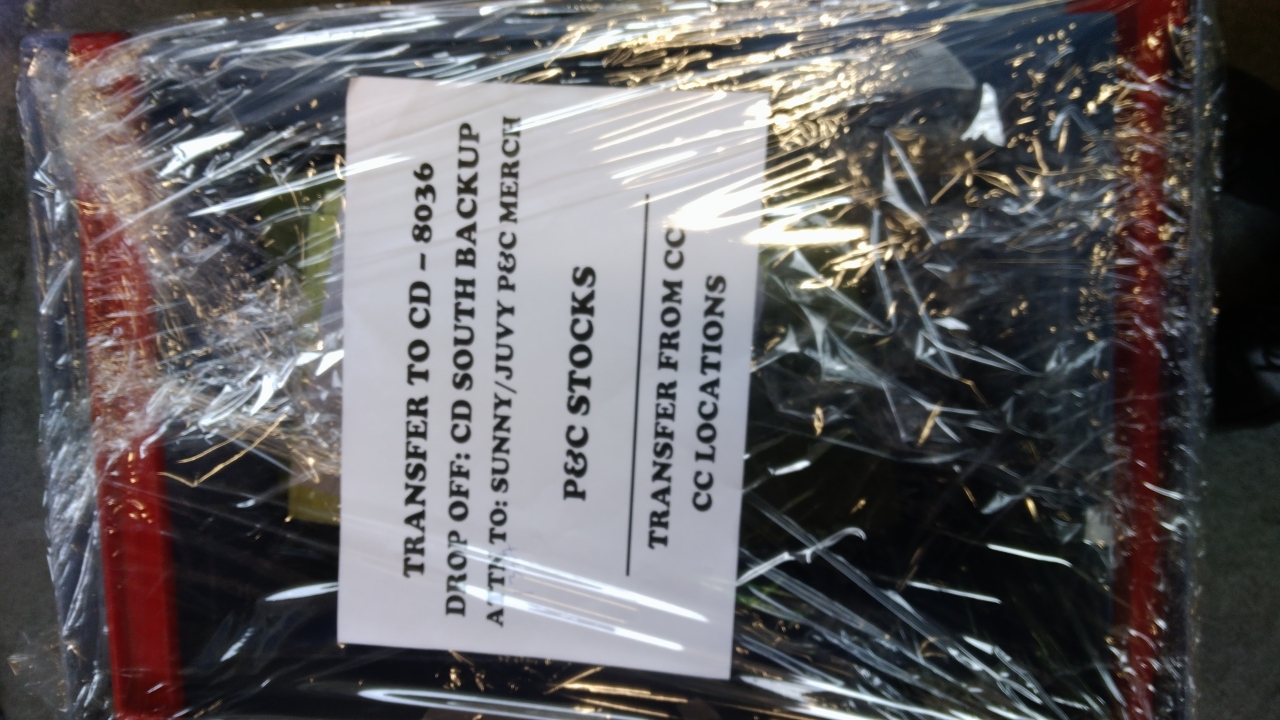 TRANSFER TO CD – 8036
DROP OFF: CD SOUTH BACKUP
ATTN TO: SUNNY/JUVY P&C MERCH
P&C STOCKS
TRANSFER FROM CC
CC LOCATIONS